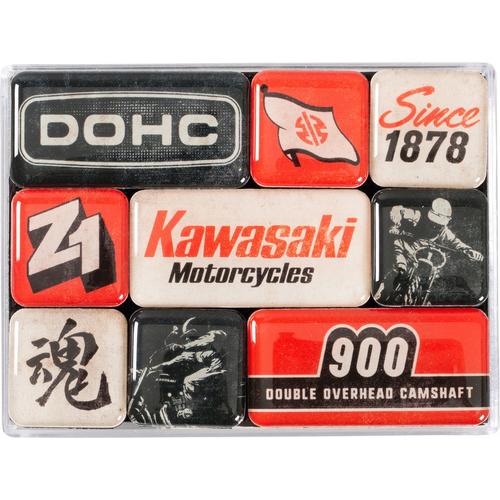 DOHC
Since
1878
Z1
Kawasaki
Motorcycles
魂
900
DOUBLE OVERHEAD CAMSHAFT